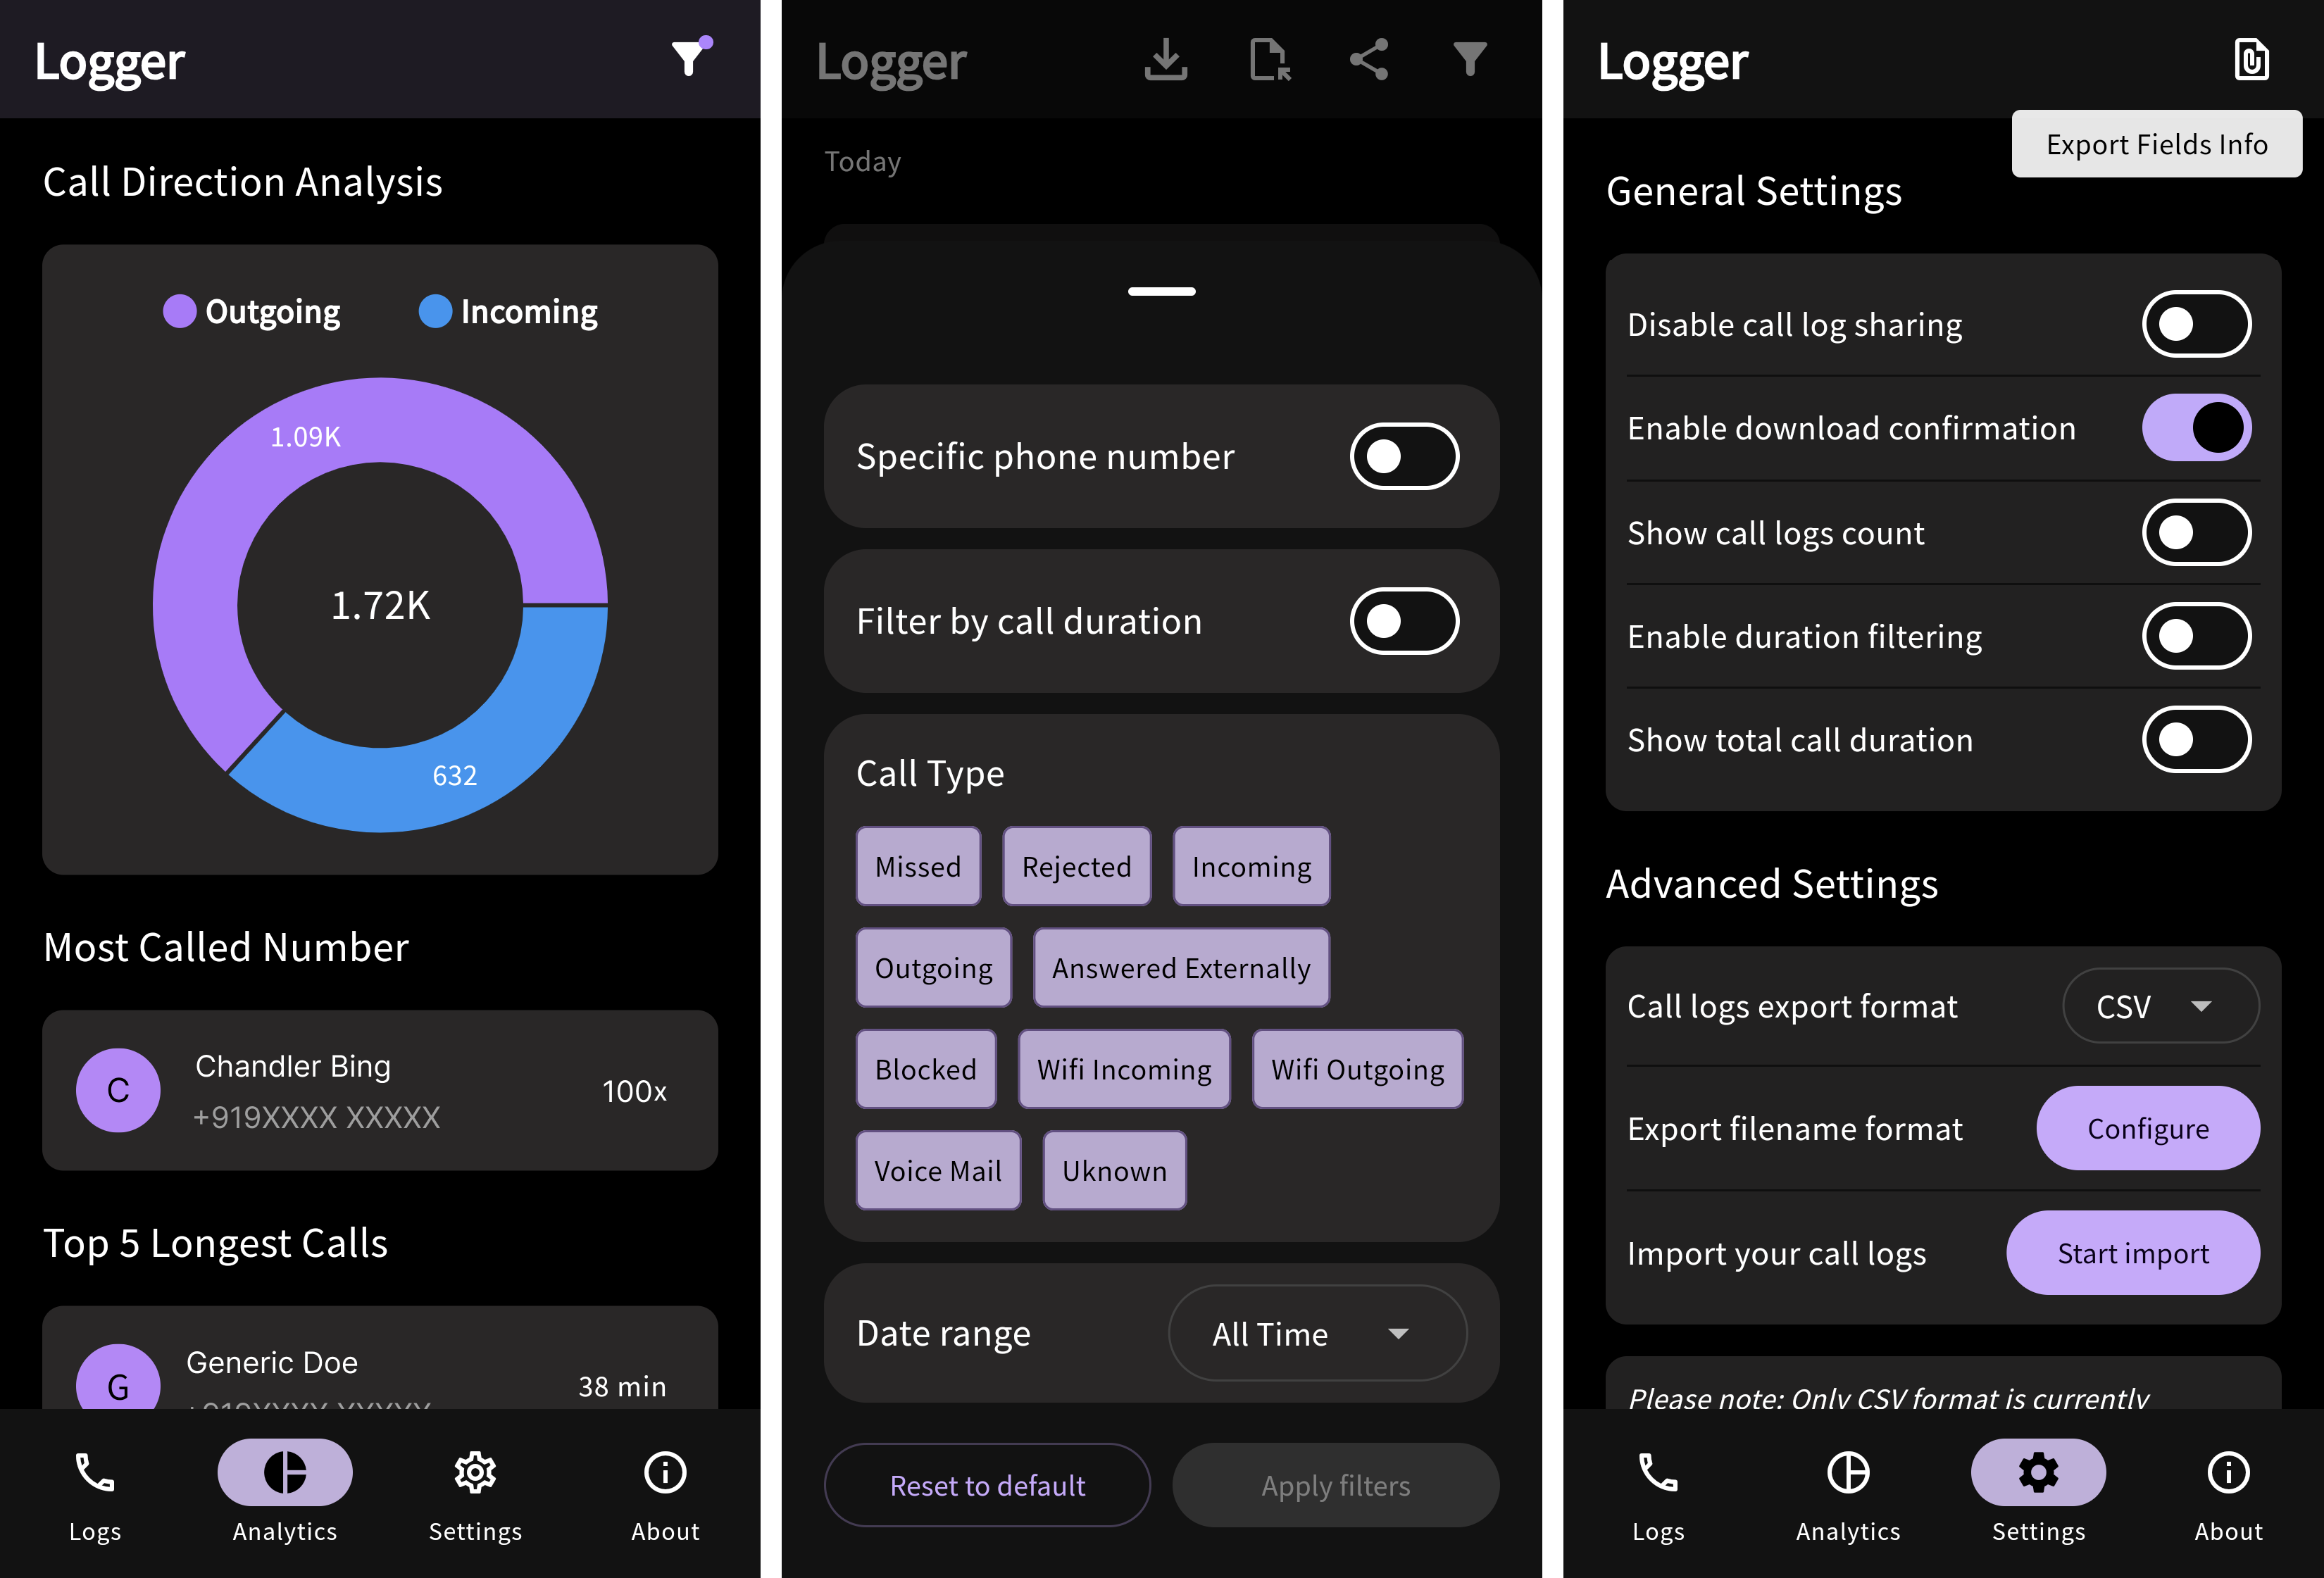 Logger
Call Direction Analysis
Outgoing
Incoming
1.09K
1.72K
632
Most Called Number
C
Chandler Bing
+919XXXX XXXXX
100x
Top 5 Longest Calls
G
Generic Doe
+919XXXX XXXXX
38 min
Logs
Analytics
Settings
About
Logger
Today
Specific phone number
Filter by call duration
Call Type
Missed
Rejected
Incoming
Outgoing
Answered Externally
Blocked
Wifi Incoming
Wifi Outgoing
Voice Mail
Uknown
Date range
All Time
Reset to default
Apply filters
Logger
Export Fields Info
General Settings
Disable call log sharing
Enable download confirmation
Show call logs count
Enable duration filtering
Show total call duration
Advanced Settings
Call logs export format
CSV
Export filename format
Configure
Import your call logs
Start import
Please note: Only CSV format is currently
Logs
Analytics
Settings
About